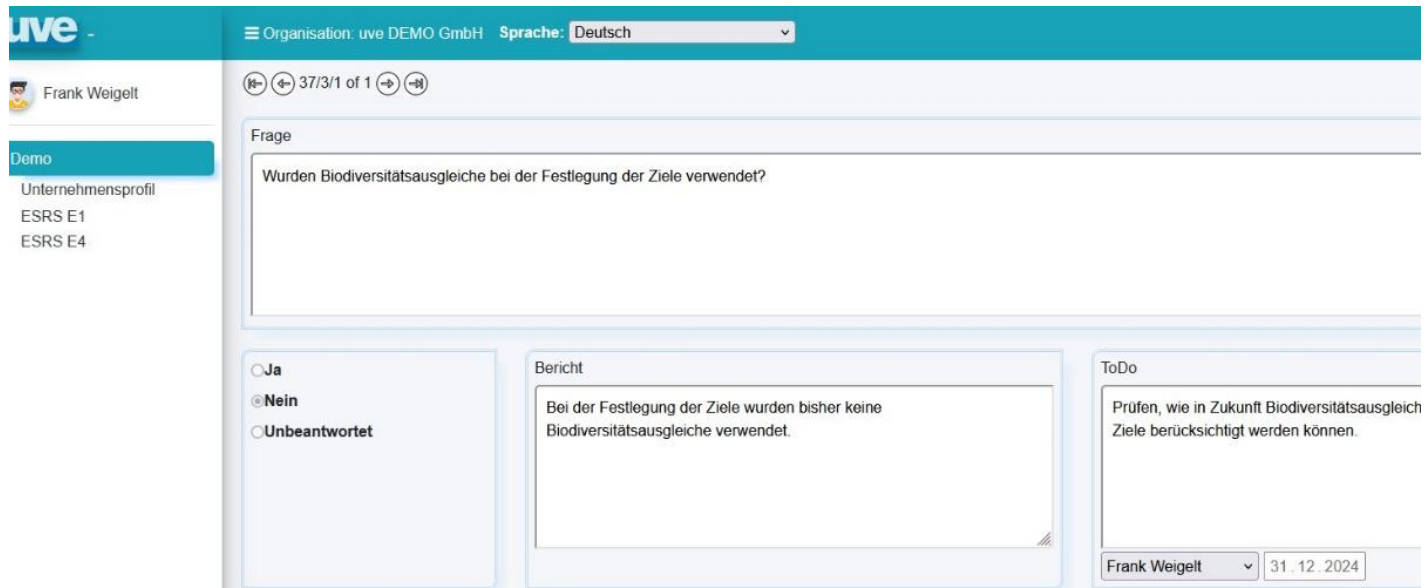 uve -
Organisation: uve DEMO GmbH Sprache: Deutsch
Frank Weigelt
37/3/1 of 1
Demo
Unternehmensprofil
ESRS E1
ESRS E4
Frage
Wurden Biodiversitätsausgleiche bei der Festlegung der Ziele verwendet?
Ja
Nein
Unbeantwortet
Bericht
Bei der Festlegung der Ziele wurden bisher keine
Biodiversitätsausgleiche verwendet.
ToDo
Prüfen, wie in Zukunft Biodiversitätsausgleich
Ziele berücksichtigt werden können.
Frank Weigelt 31.12.2024